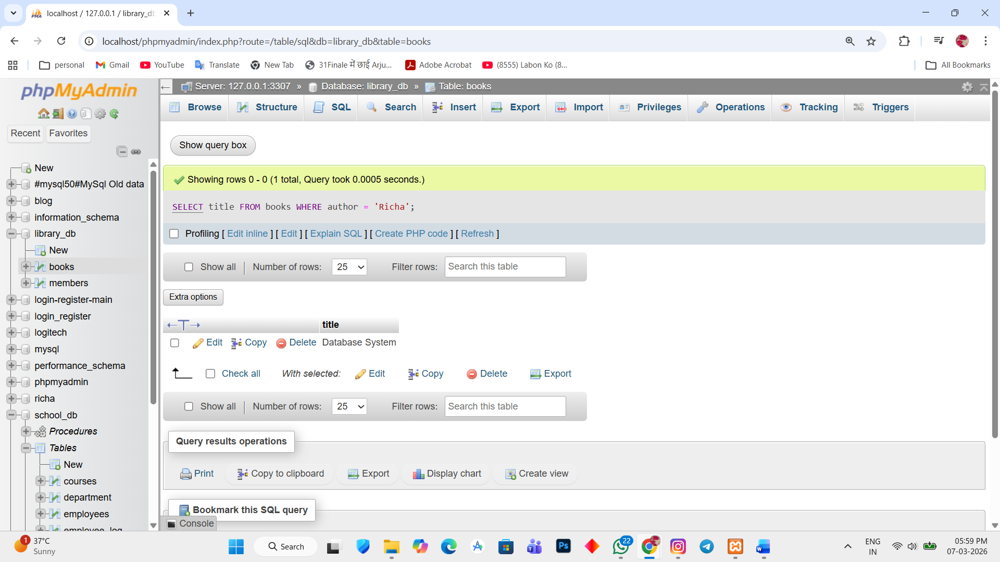 localhost / 127.0.0.1 / library_db
localhost/phpmyadmin/index.php?route=/table/sql&db=library_db&table=books
personal Gmail YouTube Translate New Tab 31Finale में छाई Arju... Adobe Acrobat (8555) Labon Ko (8... All Bookmarks
phpMyAdmin
Recent Favorites
New
#mysql50#MySql Old data
blog
information_schema
library_db
New
books
members
login-register-main
login_register
logitech
mysql
performance_schema
phpmyadmin
richa
school_db
Procedures
Tables
New
courses
department
employees
employee_log
Server: 127.0.0.1:3307 » Database: library_db » Table: books
Browse Structure SQL Search Insert Export Import Privileges Operations Tracking Triggers
Show query box
Showing rows 0 - 0 (1 total, Query took 0.0005 seconds.)
SELECT title FROM books WHERE author = 'Richa';
Profiling [ Edit inline ] [ Edit ] [ Explain SQL ] [ Create PHP code ] [ Refresh ]
Show all | Number of rows: 25 Filter rows: Search this table
Extra options
←T→ title
Edit Copy Delete Database System
Check all With selected: Edit Copy Delete Export
Show all | Number of rows: 25 Filter rows: Search this table
Query results operations
Print Copy to clipboard Export Display chart Create view
Bookmark this SQL query
Console
1 37°C
Sunny
Search
22
ENG
IN
05:59 PM
07-03-2026